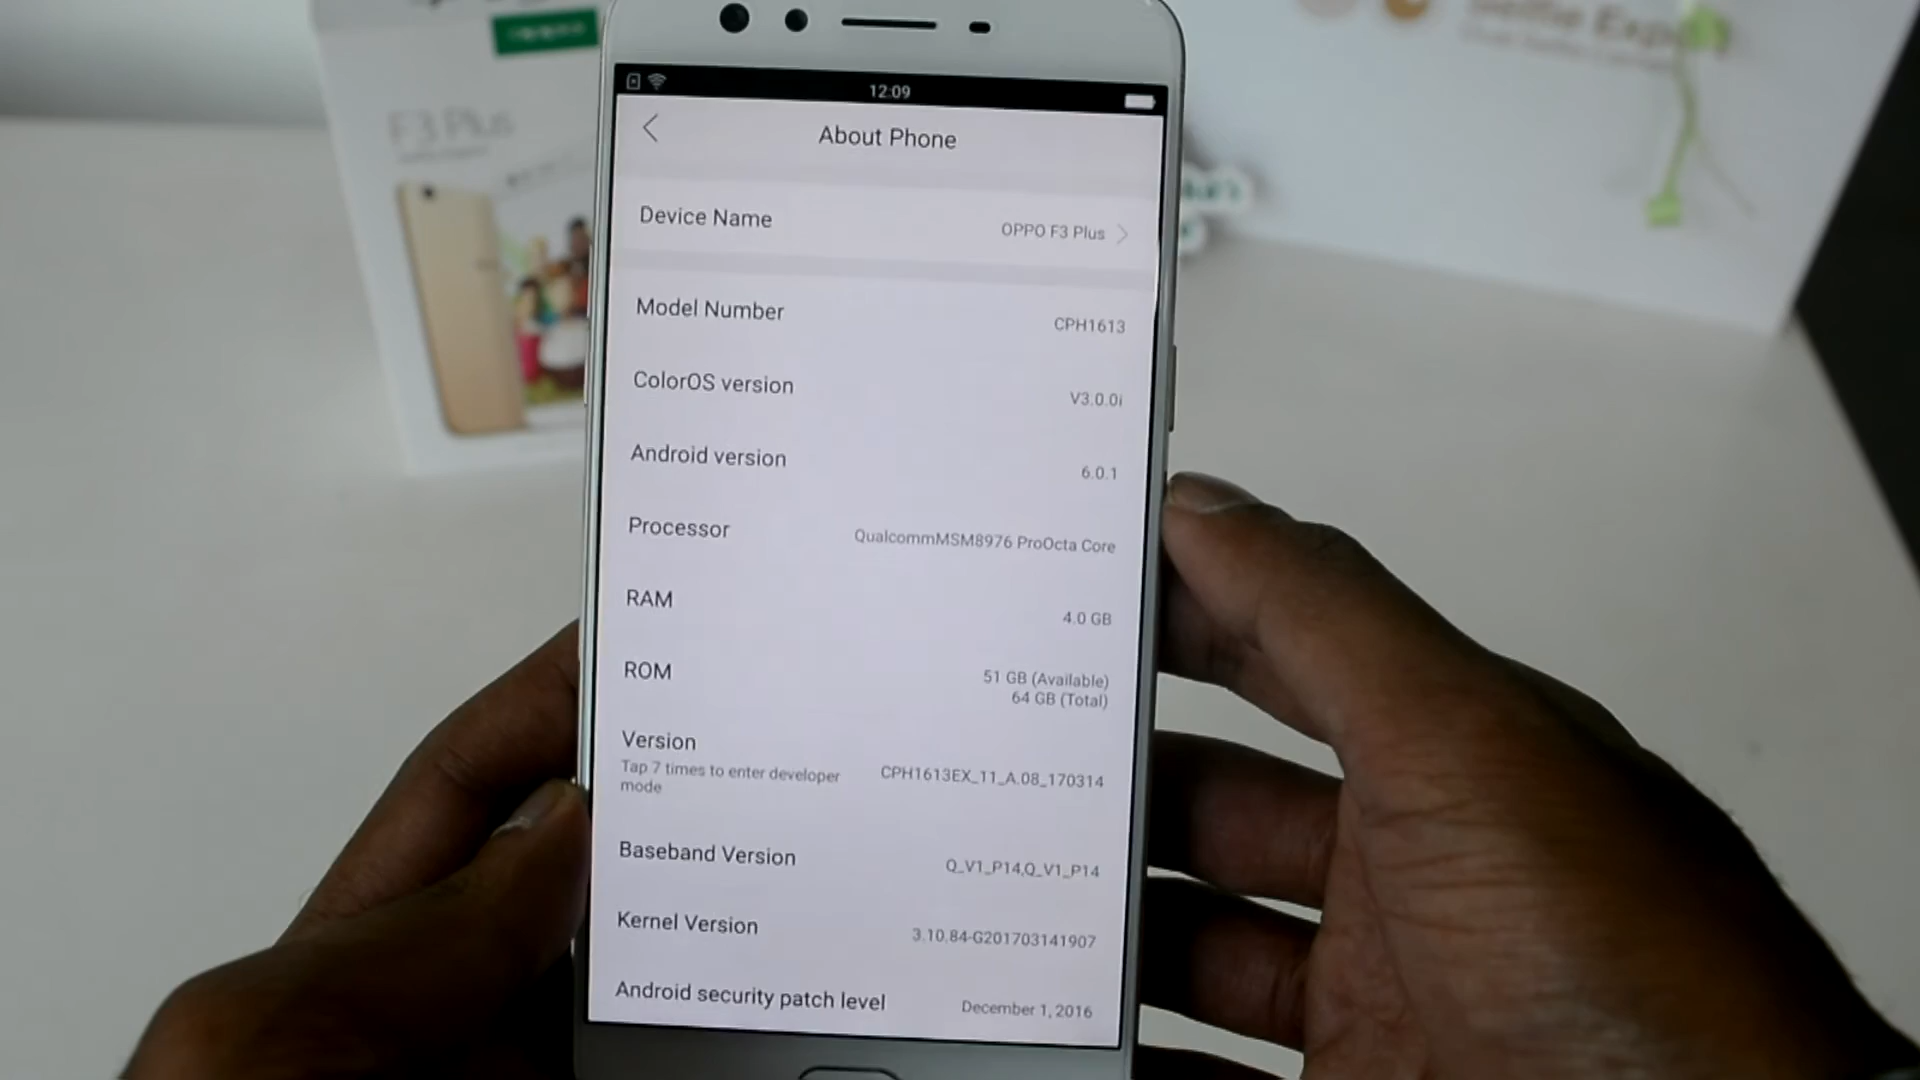 oppo
F3 Plus
Selfie Expert
12:09
About Phone
Device Name
OPPO F3 Plus
Model Number
CPH1613
ColorOS version
V3.0.0i
Android version
6.0.1
Processor
QualcommMSM8976 ProOcta Core
RAM
4.0 GB
ROM
51 GB (Available)
64 GB (Total)
Version
Tap 7 times to enter developer
mode
CPH1613EX_11_A.08_170314
Baseband Version
Q_V1_P14,Q_V1_P14
Kernel Version
3.10.84-G201703141907
Android security patch level
December 1, 2016